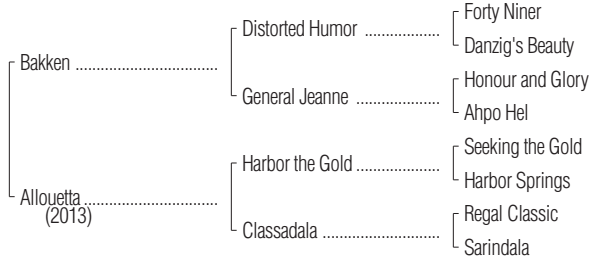 Forty Niner
Distorted Humor ..................
Danzig's Beauty
Bakken ..................................
Honour and Glory
General Jeanne ....................
Ahpo Hel
Seeking the Gold
Harbor the Gold ....................
Harbor Springs
Allouetta ................................
(2013)
Regal Classic
Classadala ............................
Sarindala